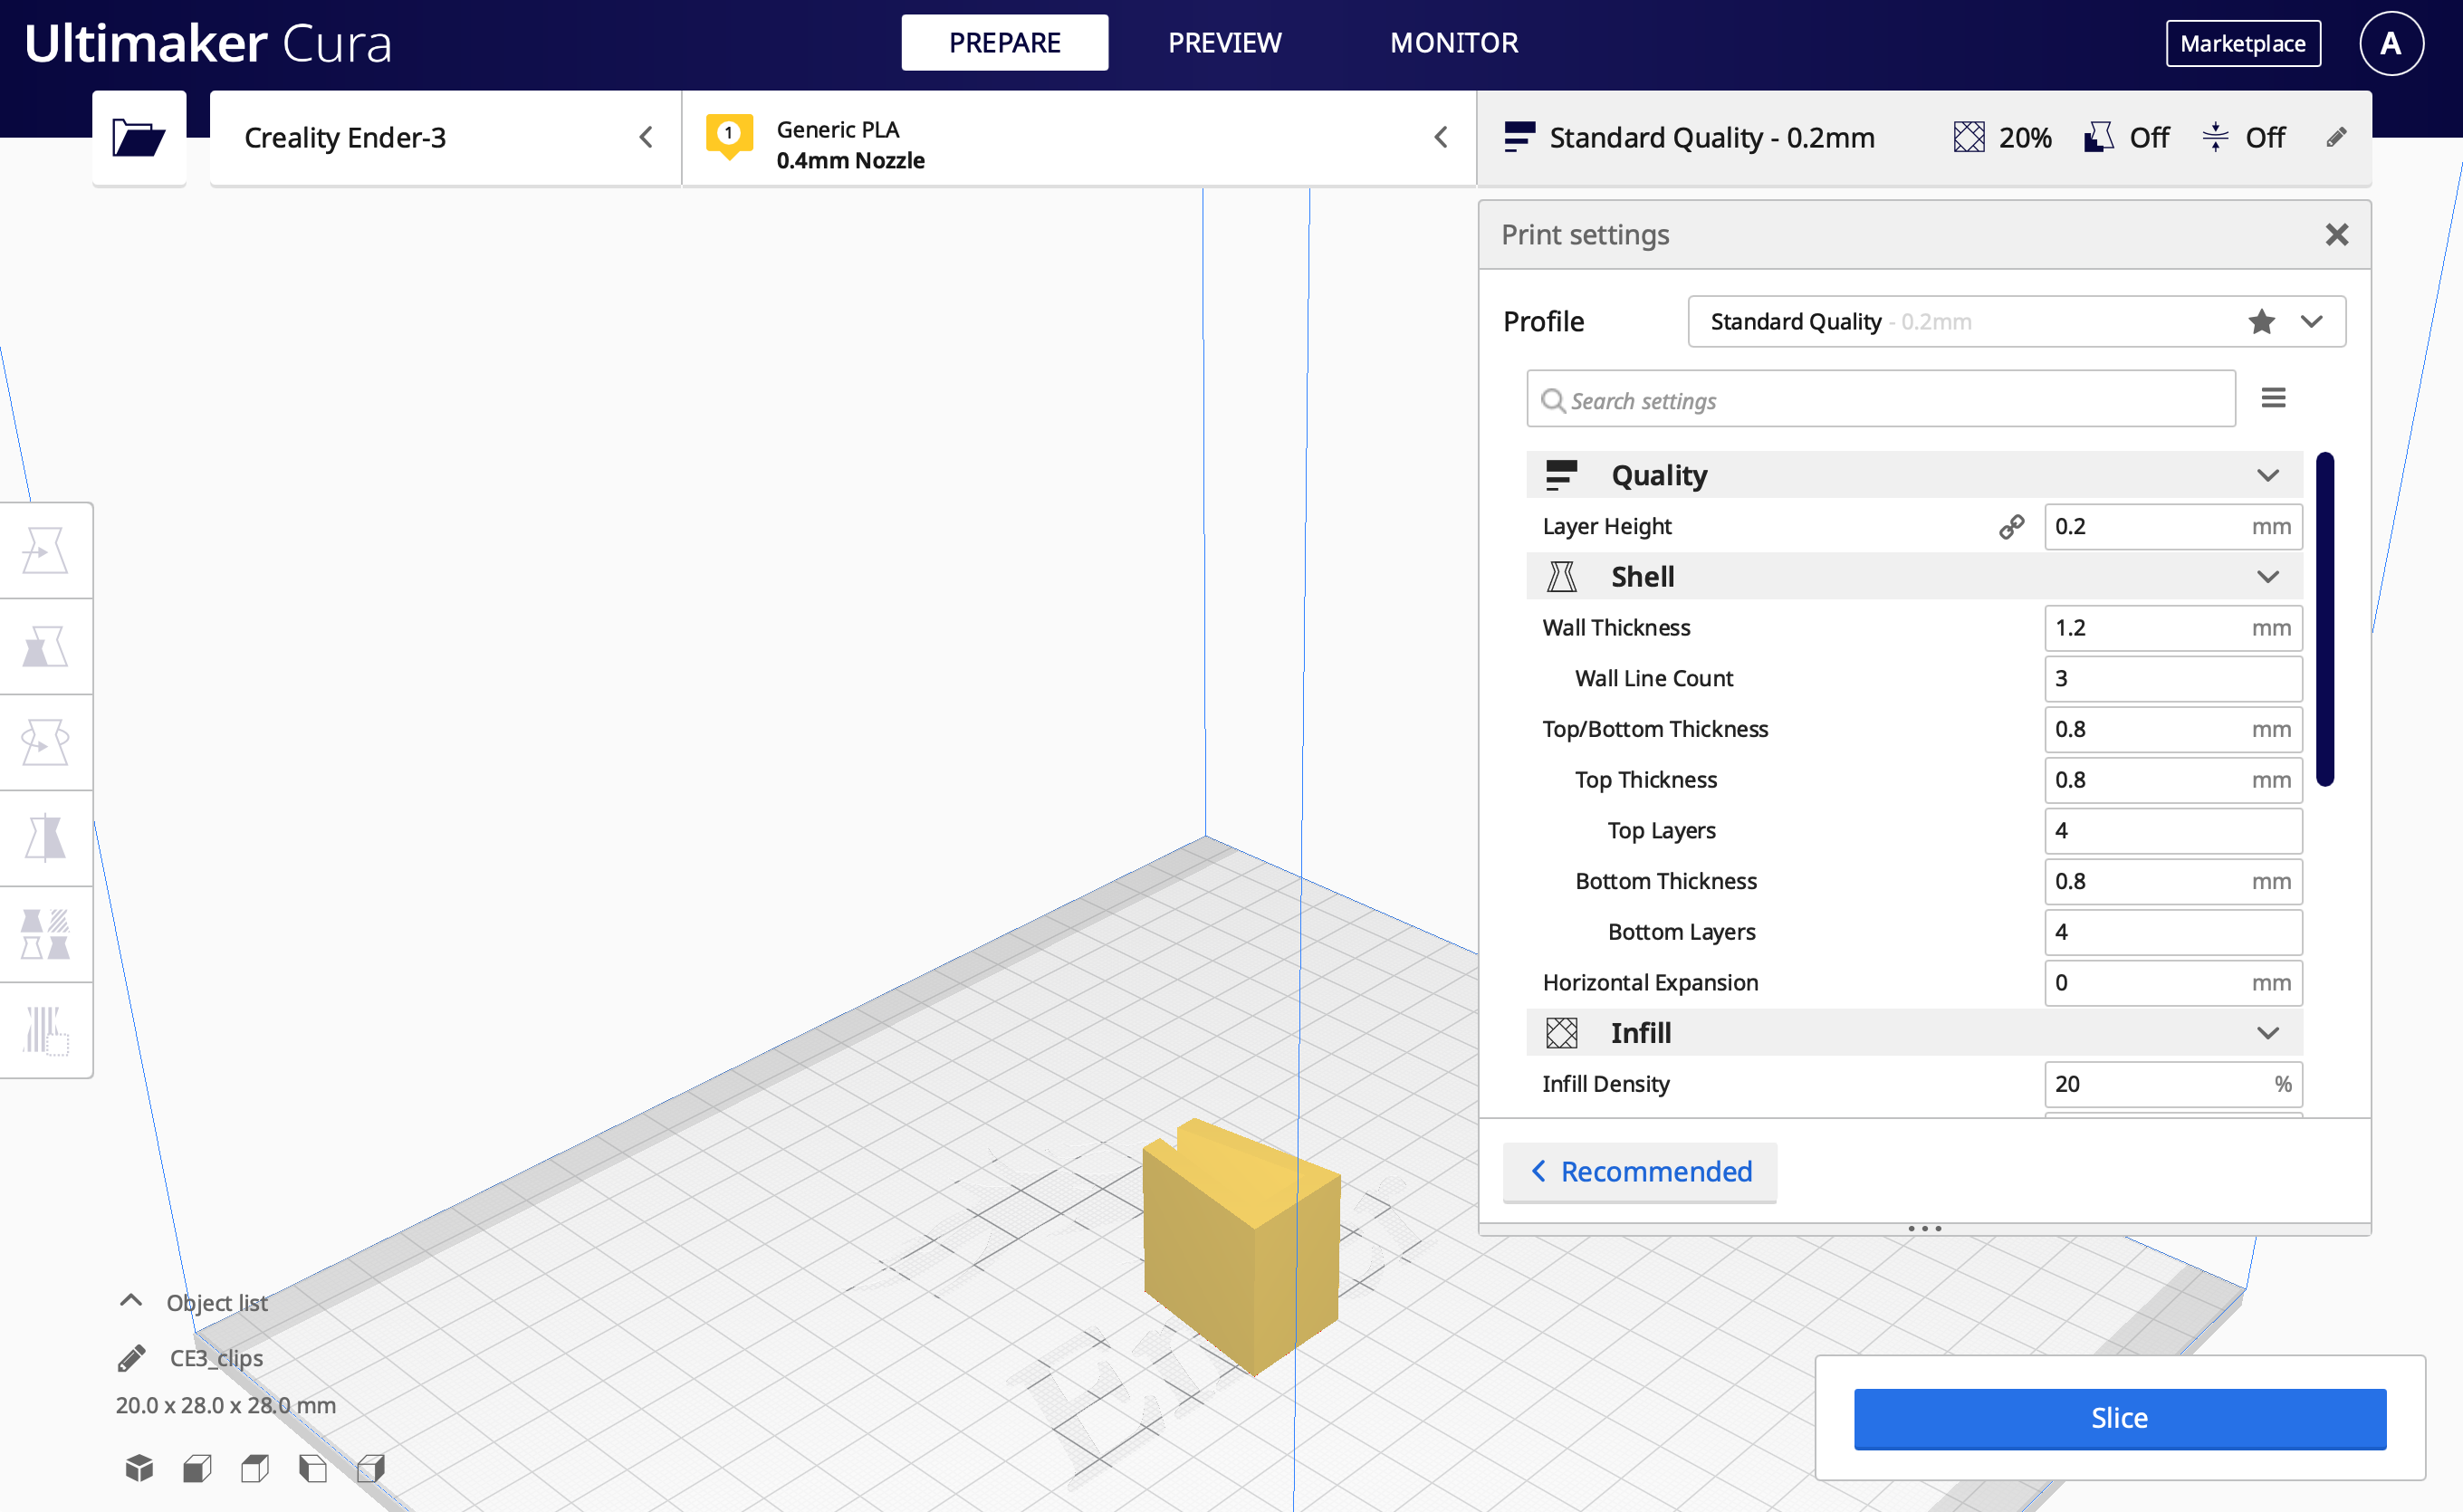 Ultimaker Cura
PREPARE
PREVIEW
MONITOR
Marketplace
A
Creality Ender-3
1
Generic PLA
0.4mm Nozzle
Standard Quality - 0.2mm
20%
Off
Off
Print settings
Profile
Standard Quality - 0.2mm
Search settings
Quality
Layer Height 0.2 mm
Shell
Wall Thickness 1.2 mm
Wall Line Count 3
Top/Bottom Thickness 0.8 mm
Top Thickness 0.8 mm
Top Layers 4
Bottom Thickness 0.8 mm
Bottom Layers 4
Horizontal Expansion 0 mm
Infill
Infill Density 20 %
Recommended
Object list
CE3_clips
20.0 x 28.0 x 28.0 mm
Slice